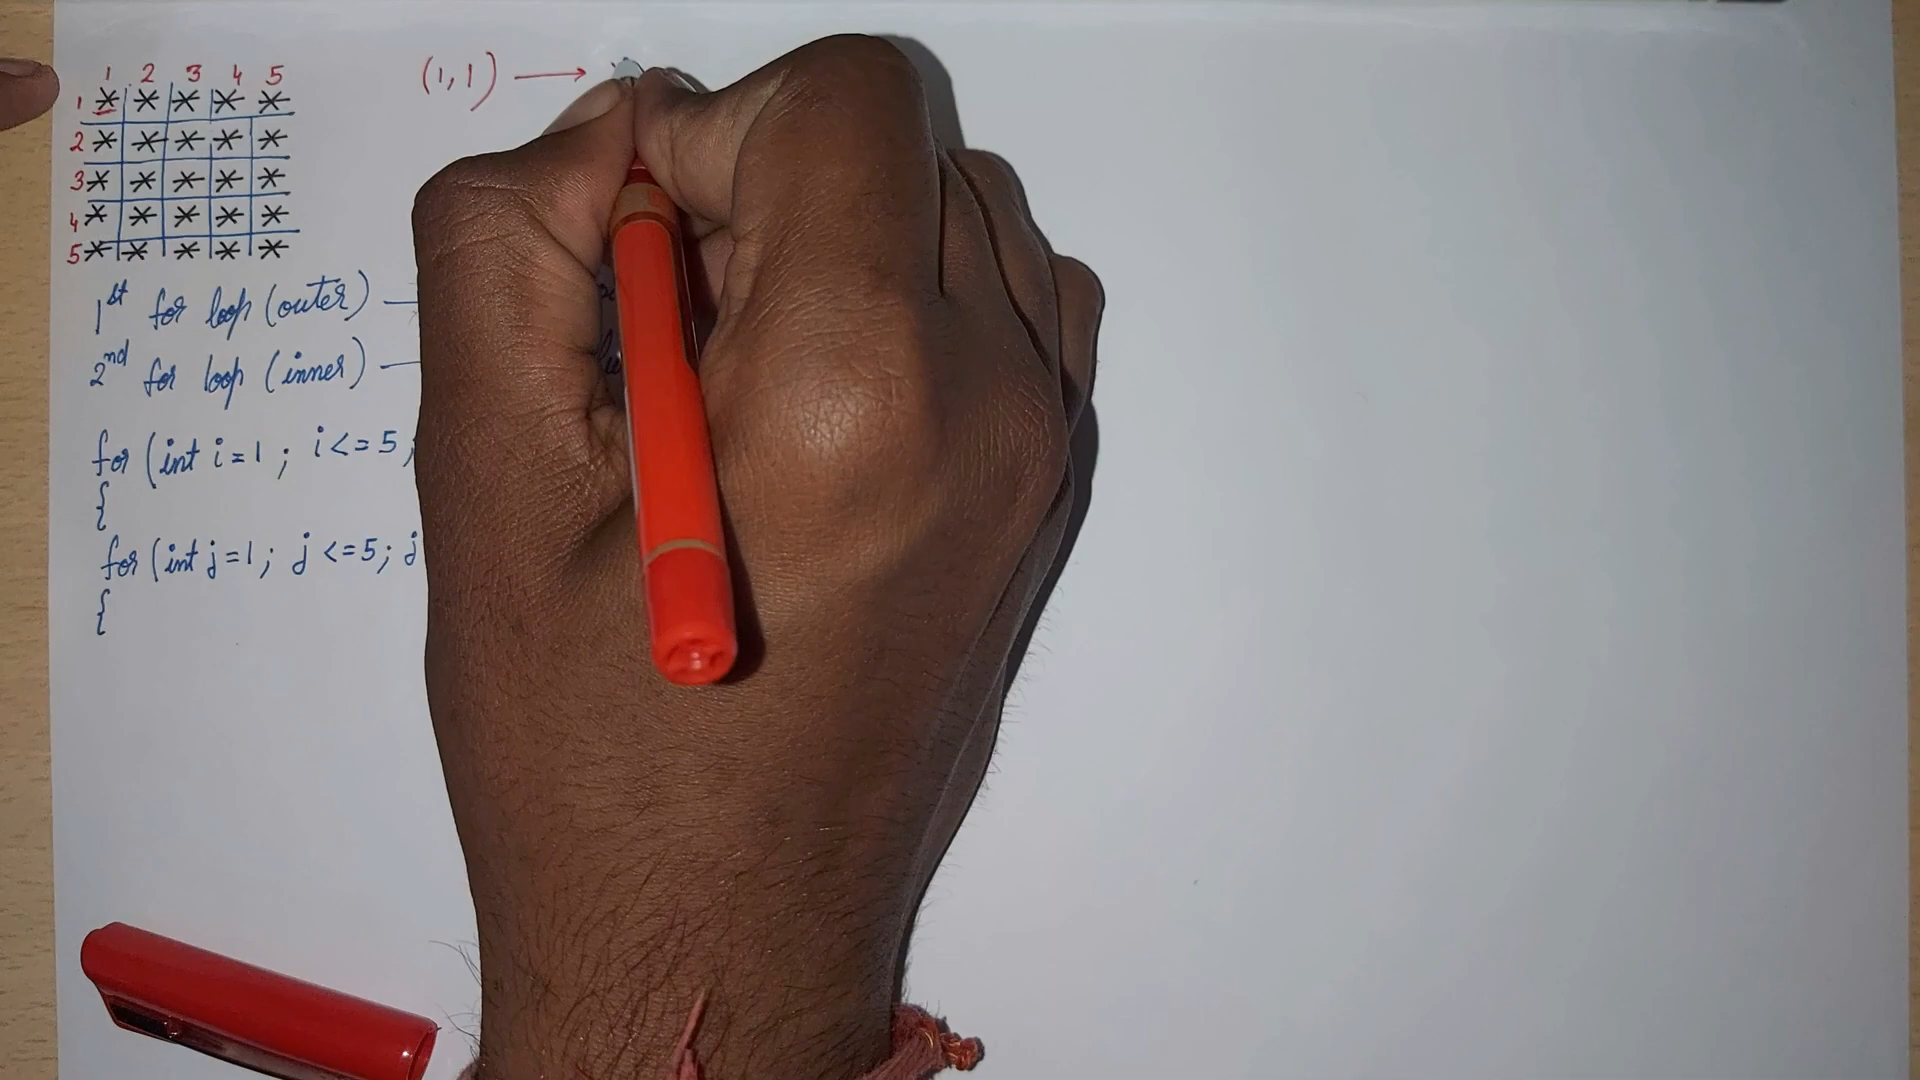 1 2 3 4 5
1 * * * * *
2 * * * * *
3 * * * * *
4 * * * * *
5 * * * * *
(1,1) →
1st for loop (outer) —
2nd for loop (inner) —
for (int i=1 ; i<=5 ;
{
for (int j=1 ; j <=5 ; j
{